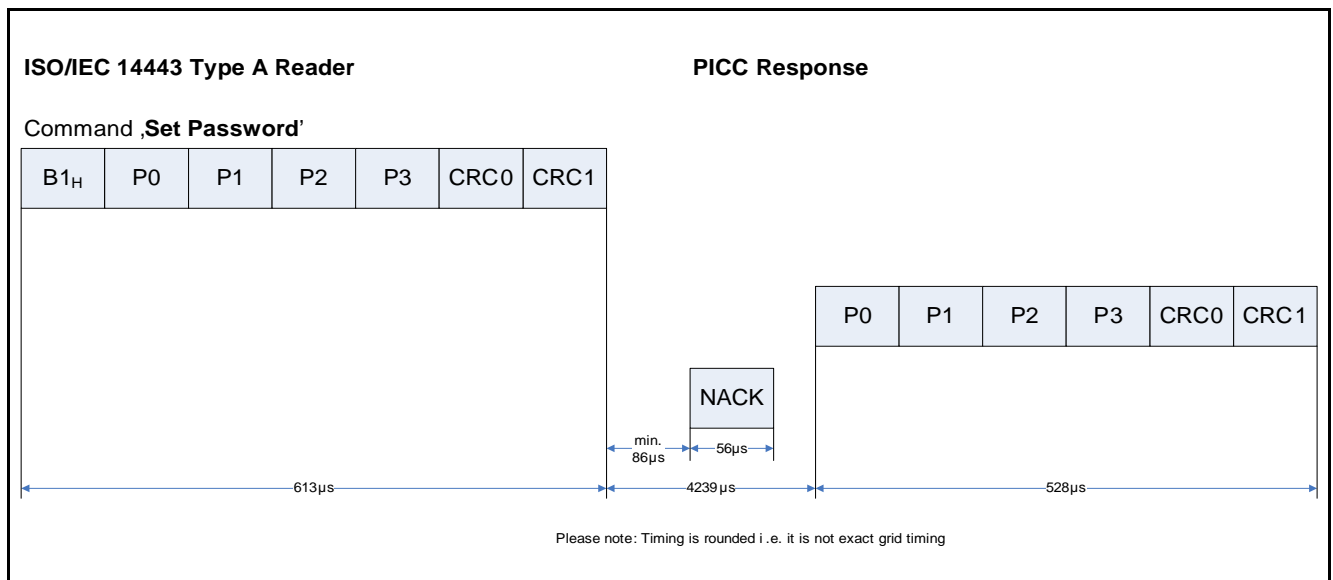 ISO/IEC 14443 Type A Reader
PICC Response
Command ‚Set Password'
B1H P0 P1 P2 P3 CRC0 CRC1
P0 P1 P2 P3 CRC0 CRC1
NACK
min.
86µs
56µs
613µs
4239µs
528µs
Please note: Timing is rounded i .e. it is not exact grid timing